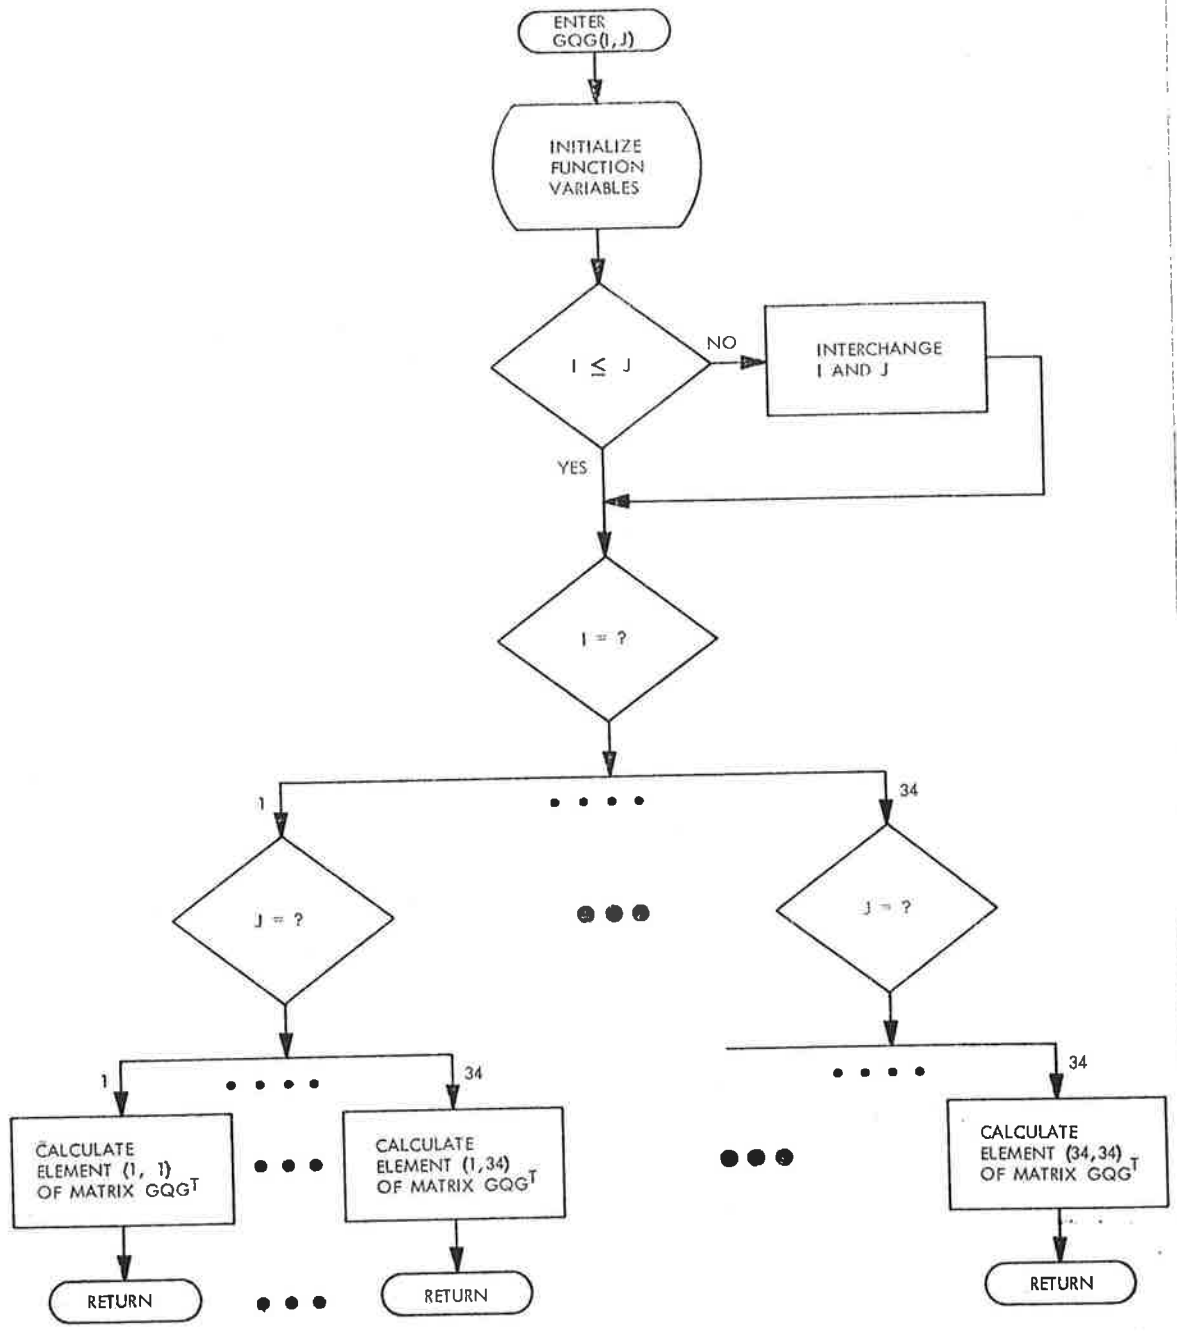 ENTER
GQG(I,J)
INITIALIZE
FUNCTION
VARIABLES
I ≤ J
NO
INTERCHANGE
I AND J
YES
I = ?
1
34
J = ?
J = ?
1
34
34
CALCULATE
ELEMENT (1, 1)
OF MATRIX GQG^T
CALCULATE
ELEMENT (1,34)
OF MATRIX GQG^T
CALCULATE
ELEMENT (34,34)
OF MATRIX GQG^T
RETURN
RETURN
RETURN